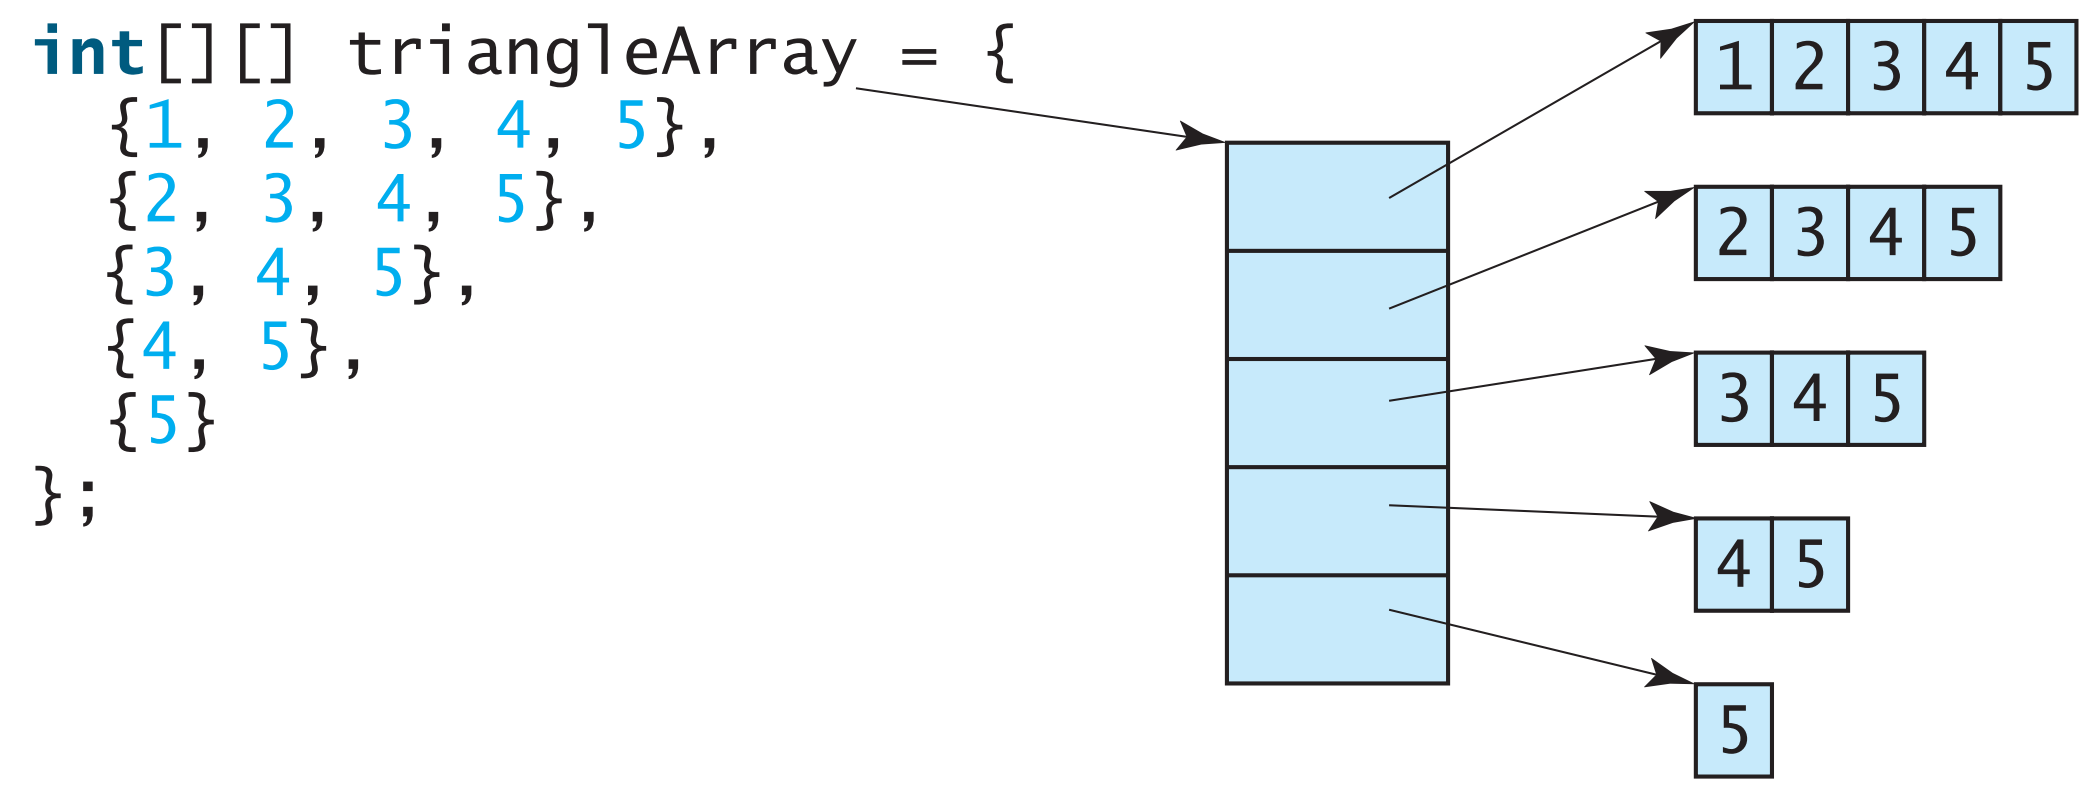 int[][] triangleArray = {
{1, 2, 3, 4, 5},
{2, 3, 4, 5},
{3, 4, 5},
{4, 5},
{5}
};
1 2 3 4 5
2 3 4 5
3 4 5
4 5
5